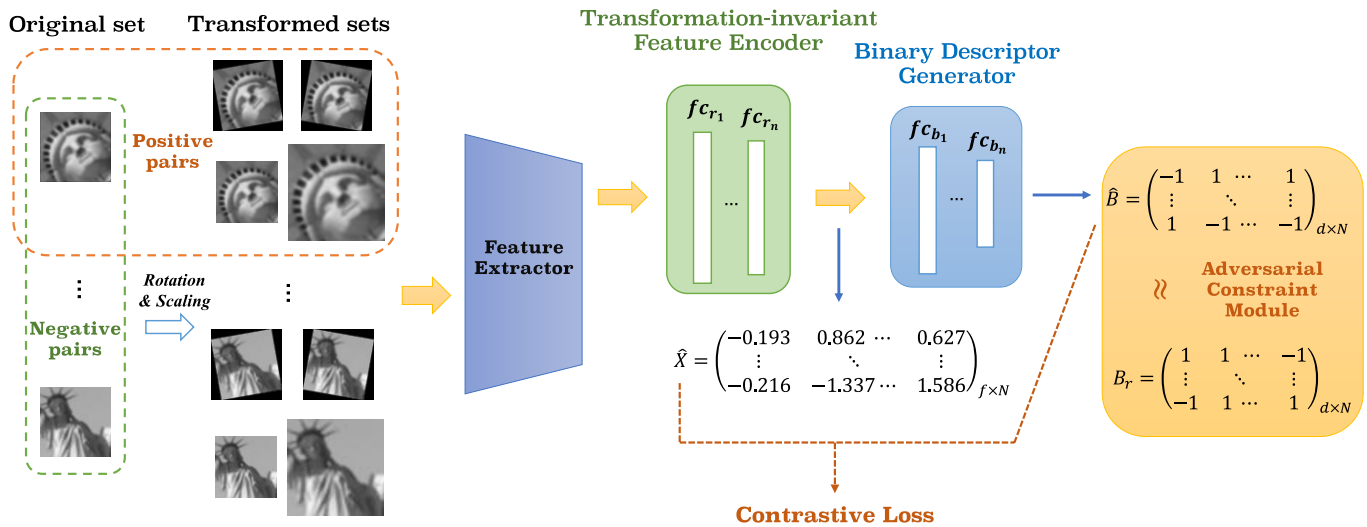 Original set
Transformed sets
Positive
pairs
⋮
Negative
pairs
Rotation
& Scaling
⋮
Feature
Extractor
Transformation-invariant
Feature Encoder
fc_{r_1}
fc_{r_n}
...
Binary Descriptor
Generator
fc_{b_1}
fc_{b_n}
...
X̂ = (−0.193 0.862 ⋯ 0.627
⋮ ⋱ ⋮
−0.216 −1.337 ⋯ 1.586)_{f×N}
B̂ = (−1 1 ⋯ 1
⋮ ⋱ ⋮
1 −1 ⋯ −1)_{d×N}
≈
Adversarial
Constraint
Module
B_r = (1 1 ⋯ −1
⋮ ⋱ ⋮
−1 1 ⋯ 1)_{d×N}
Contrastive Loss